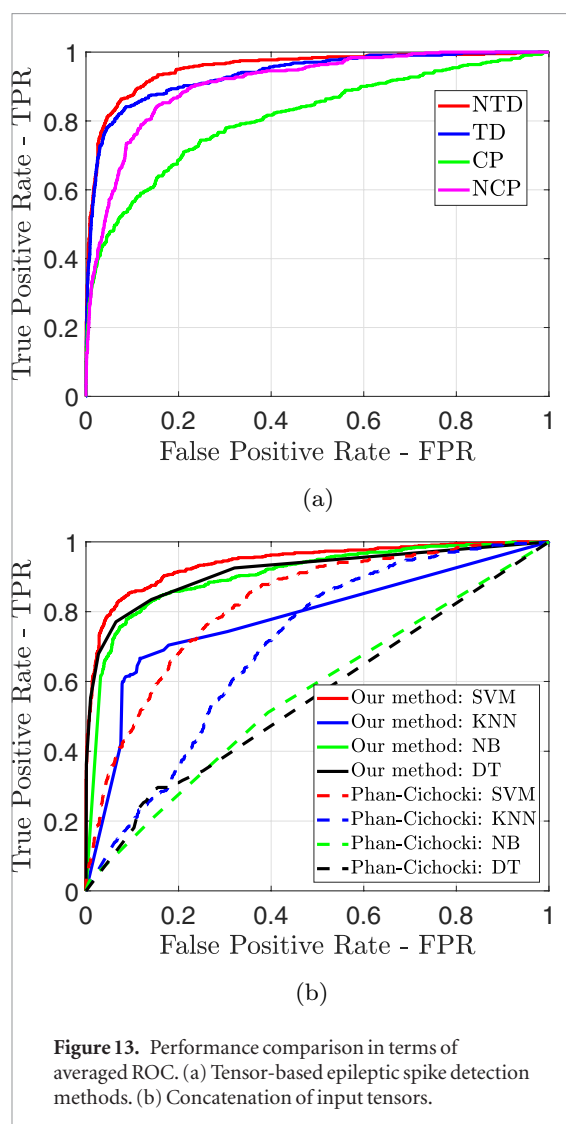 1
0.8
0.6
0.4
0.2
0
0 0.2 0.4 0.6 0.8 1
True Positive Rate - TPR
False Positive Rate - FPR
NTD
TD
CP
NCP
(a)
1
0.8
0.6
0.4
0.2
0
0 0.2 0.4 0.6 0.8 1
True Positive Rate - TPR
False Positive Rate - FPR
Our method: SVM
Our method: KNN
Our method: NB
Our method: DT
Phan-Cichocki: SVM
Phan-Cichocki: KNN
Phan-Cichocki: NB
Phan-Cichocki: DT
(b)
Figure 13. Performance comparison in terms of
averaged ROC. (a) Tensor-based epileptic spike detection
methods. (b) Concatenation of input tensors.